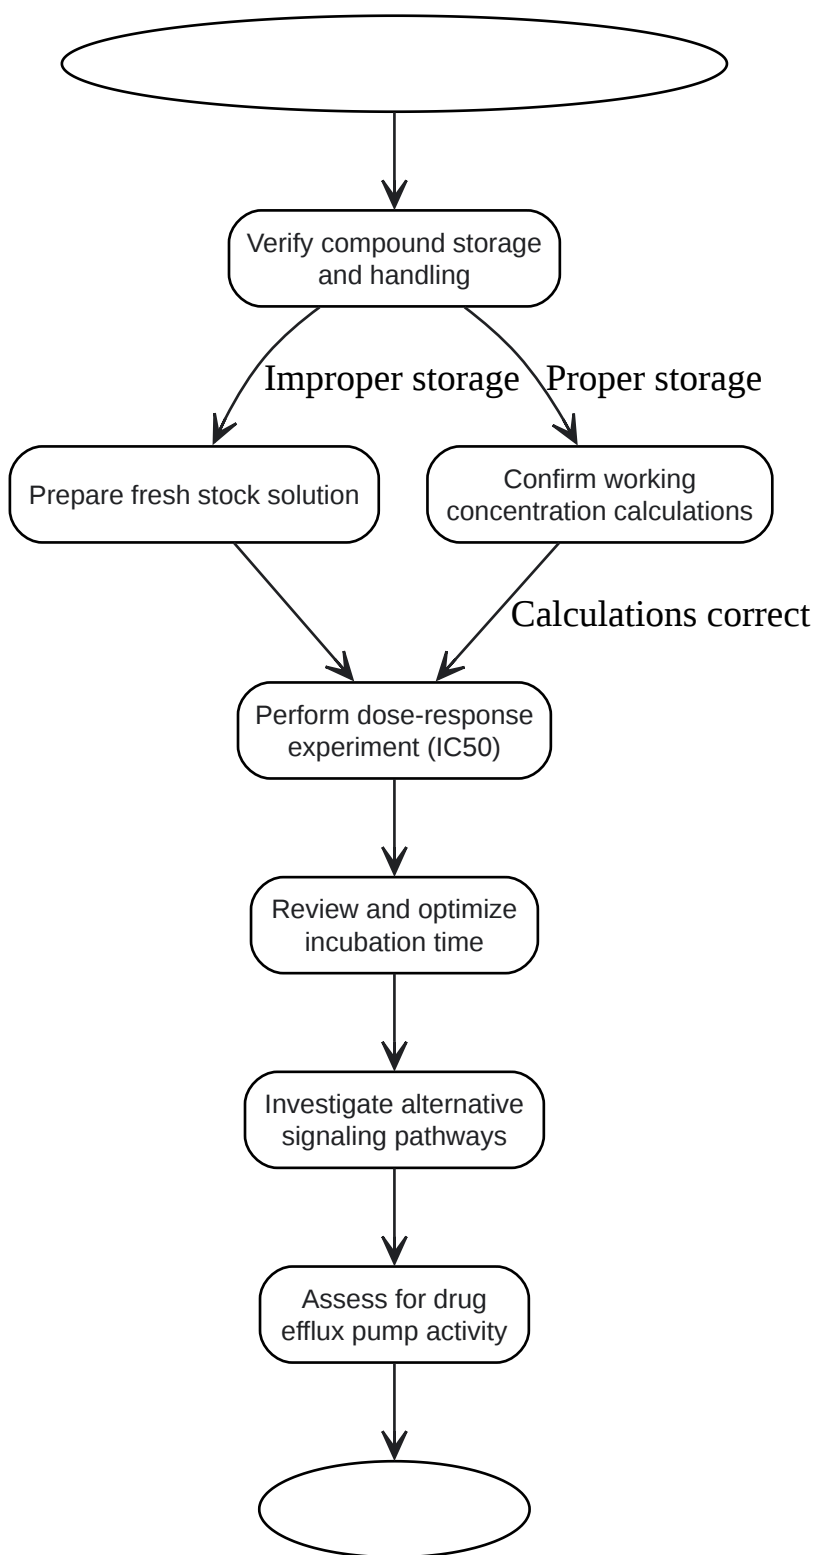 Verify compound storage
and handling
Improper storage
Proper storage
Prepare fresh stock solution
Confirm working
concentration calculations
Calculations correct
Perform dose-response
experiment (IC50)
Review and optimize
incubation time
Investigate alternative
signaling pathways
Assess for drug
efflux pump activity